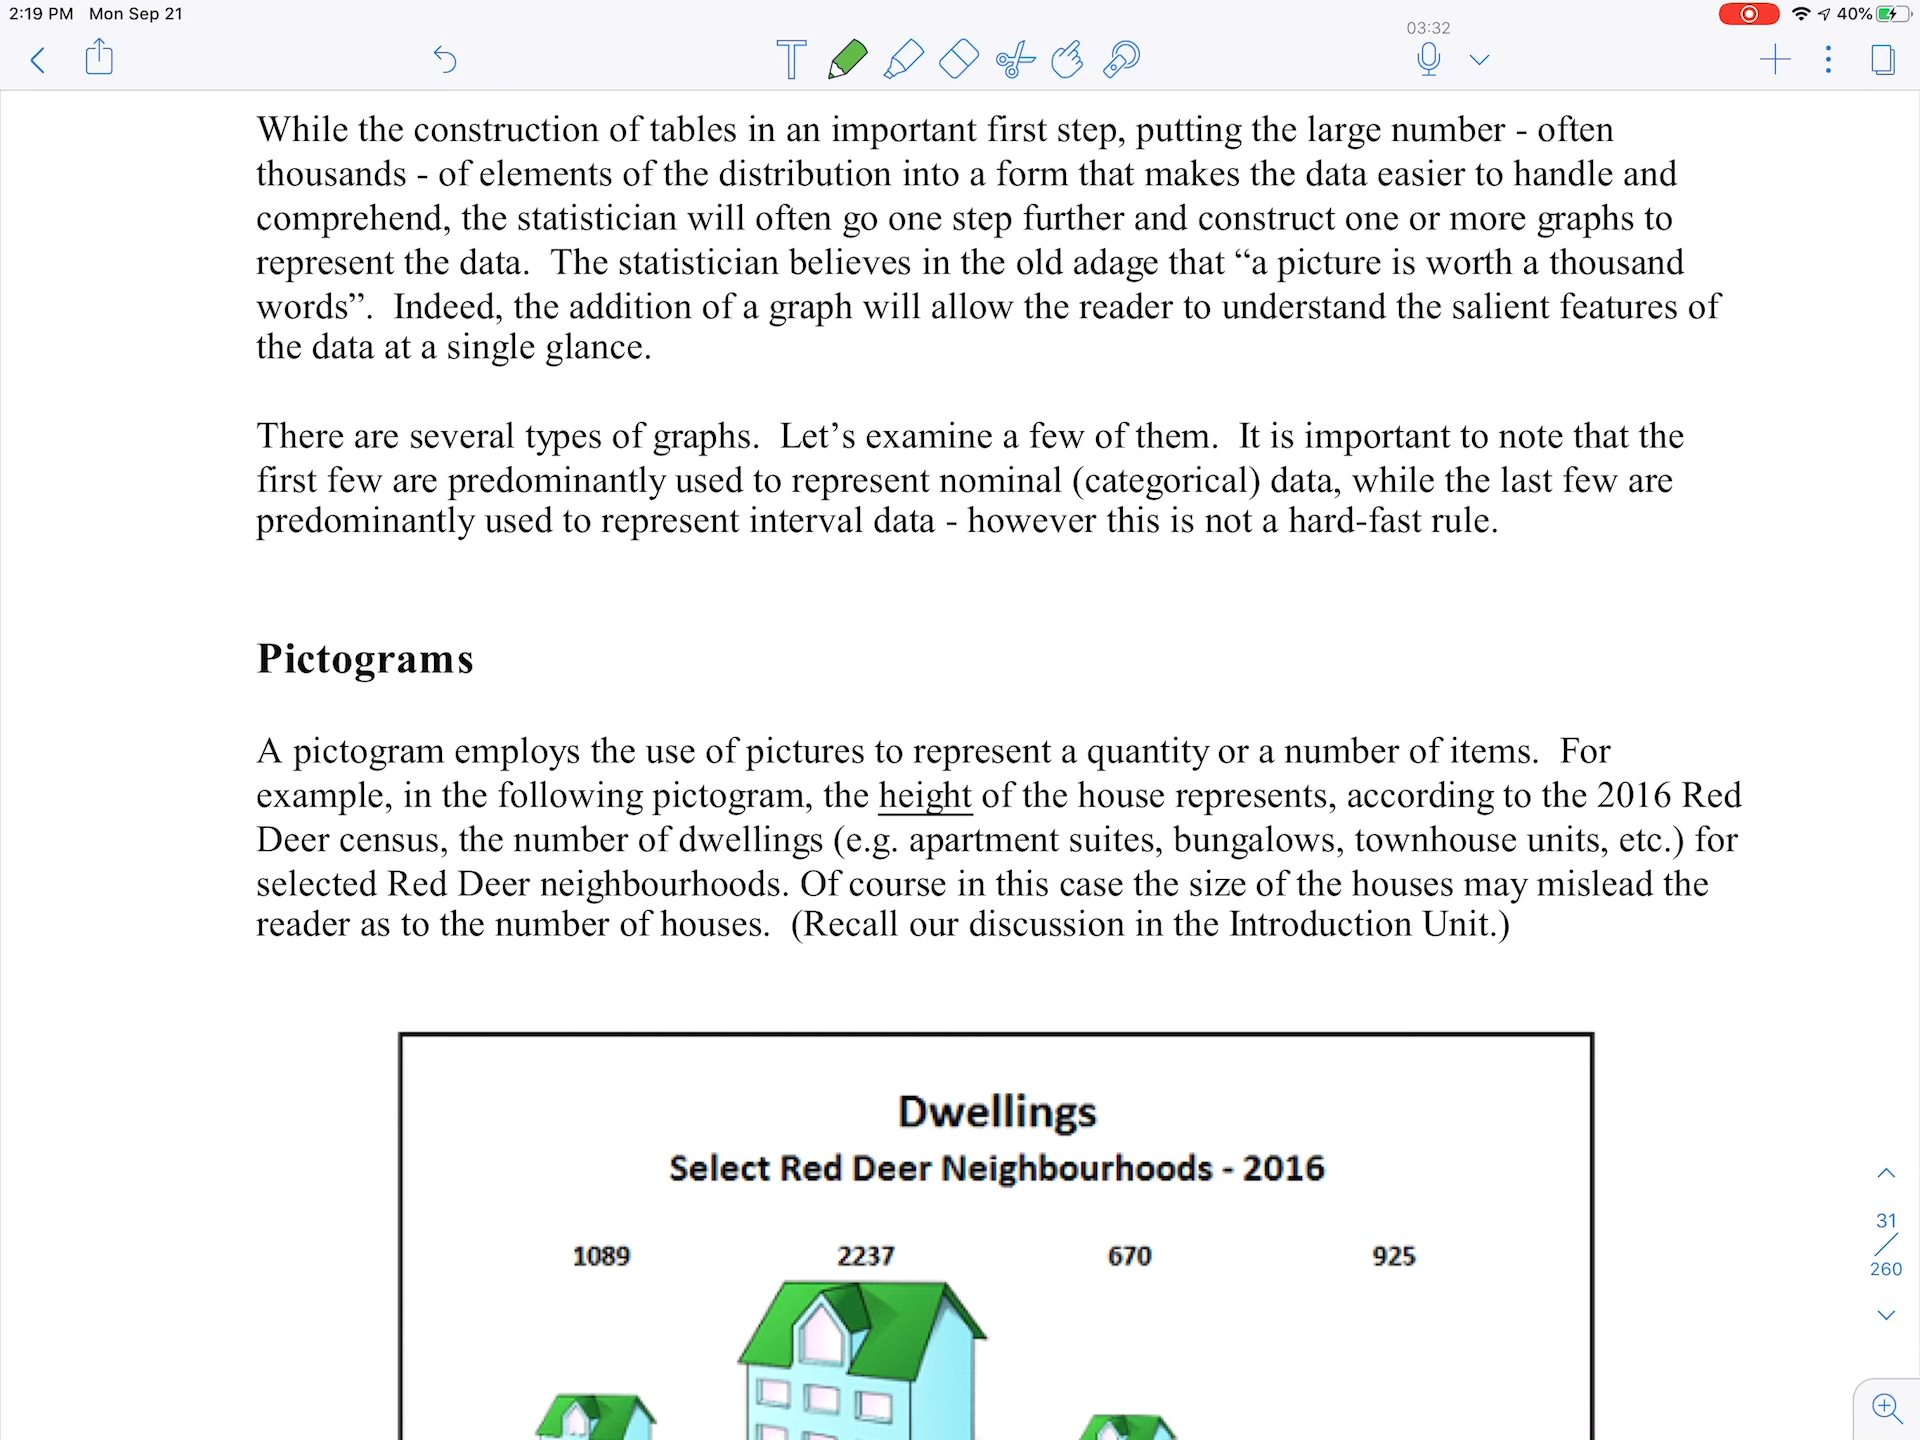 2:19 PM Mon Sep 21
40%
03:32
While the construction of tables in an important first step, putting the large number - often
thousands - of elements of the distribution into a form that makes the data easier to handle and
comprehend, the statistician will often go one step further and construct one or more graphs to
represent the data. The statistician believes in the old adage that “a picture is worth a thousand
words”. Indeed, the addition of a graph will allow the reader to understand the salient features of
the data at a single glance.
There are several types of graphs. Let’s examine a few of them. It is important to note that the
first few are predominantly used to represent nominal (categorical) data, while the last few are
predominantly used to represent interval data - however this is not a hard-fast rule.
Pictograms
A pictogram employs the use of pictures to represent a quantity or a number of items. For
example, in the following pictogram, the height of the house represents, according to the 2016 Red
Deer census, the number of dwellings (e.g. apartment suites, bungalows, townhouse units, etc.) for
selected Red Deer neighbourhoods. Of course in this case the size of the houses may mislead the
reader as to the number of houses. (Recall our discussion in the Introduction Unit.)
Dwellings
Select Red Deer Neighbourhoods - 2016
1089 2237 670 925
31
/
260